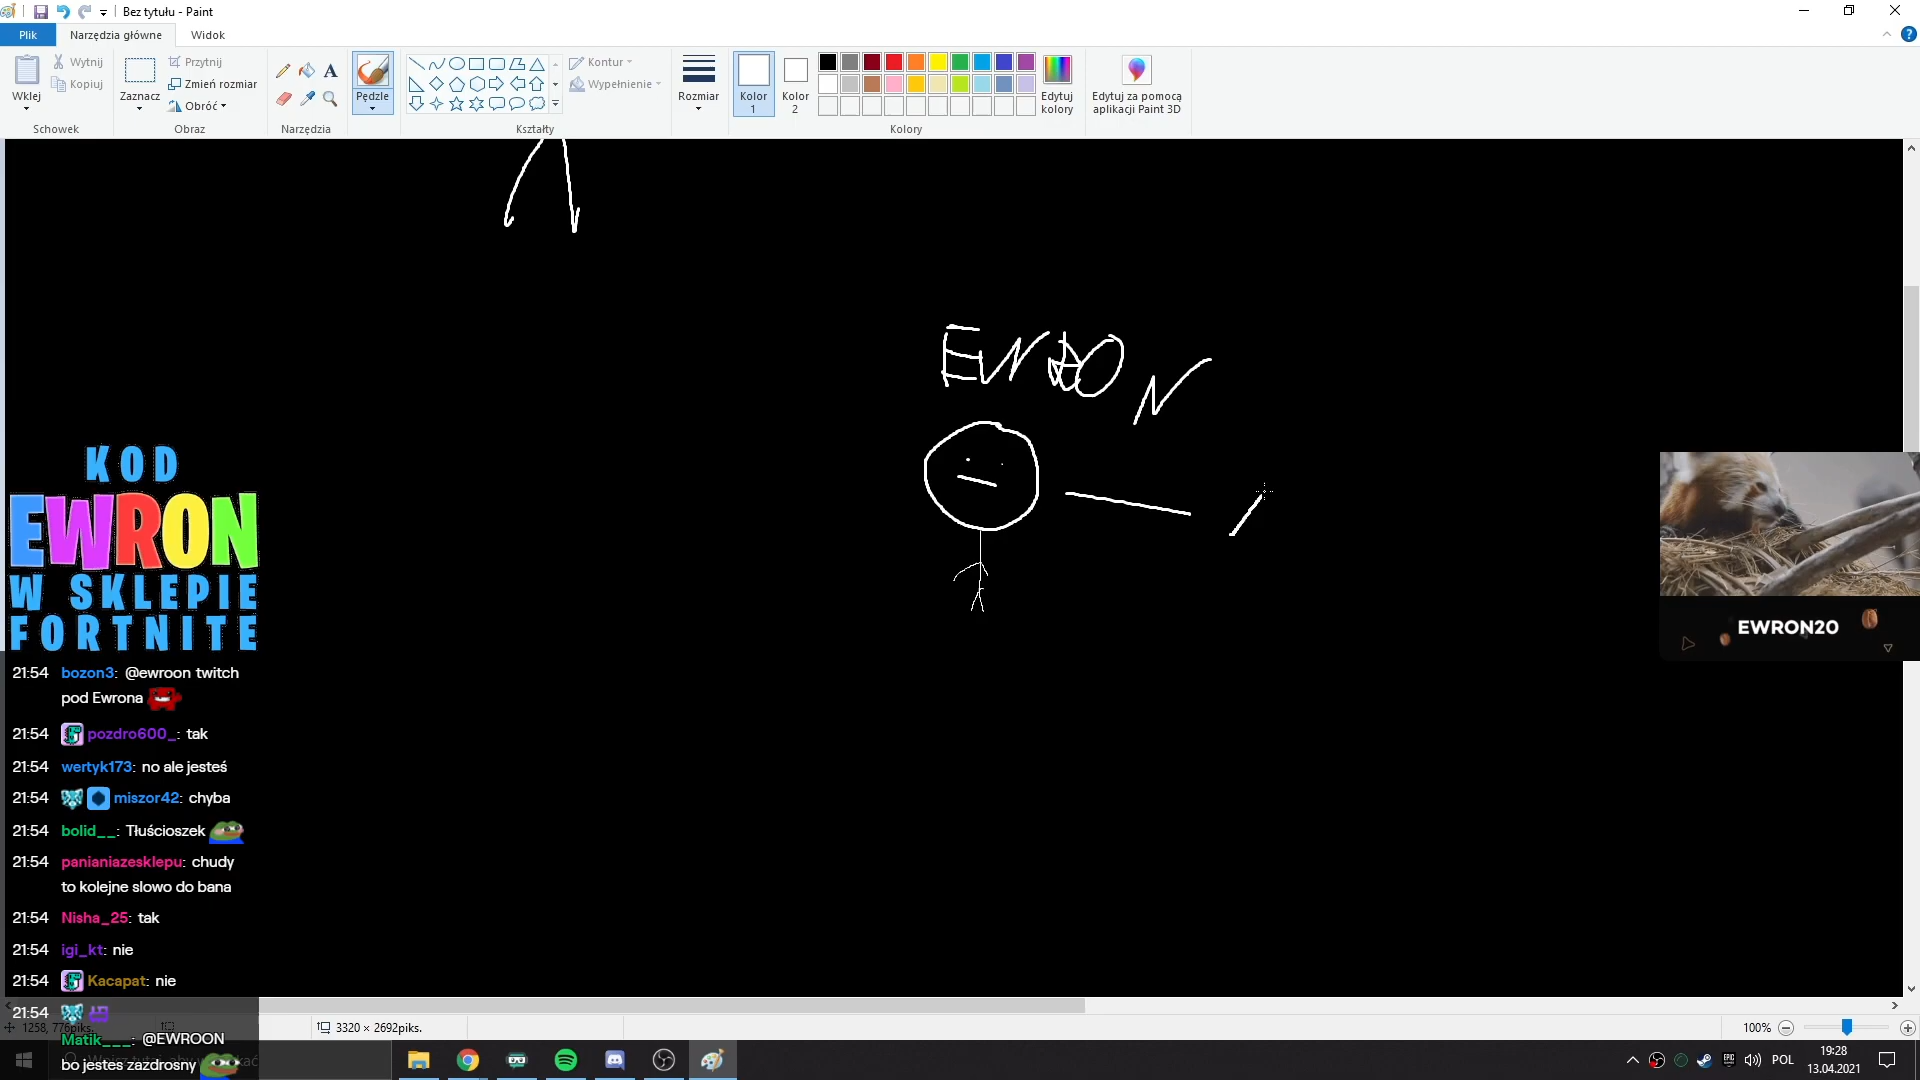 Bez tytułu - Paint
Plik Narzędzia główne Widok
Wklej
Wytnij
Kopiuj
Schowek
Zaznacz
Przytnij
Zmień rozmiar
Obróć
Obraz
A
Narzędzia
Pędzle
Kształty
Kontur
Wypełnienie
Rozmiar
Kolor
1
Kolor
2
Edytuj
kolory
Kolory
Edytuj za pomocą
aplikacji Paint 3D
EWRON
KOD
EWRON
W SKLEPIE
FORTNITE
EWRON20
21:54 bozon3: @ewroon twitch
pod Ewrona
21:54 pozdro600_: tak
21:54 wertyk173: no ale jesteś
21:54 miszor42: chyba
21:54 bolid__: Tłuścioszek
21:54 panianiazesklepu: chudy
to kolejne slowo do bana
21:54 Nisha_25: tak
21:54 igi_kt: nie
21:54 Kacapat: nie
21:54
Matik___: @EWROON
bo jestes zazdrosny
1258, 776piks.
3320 × 2692piks.
100%
POL
19:28
13.04.2021